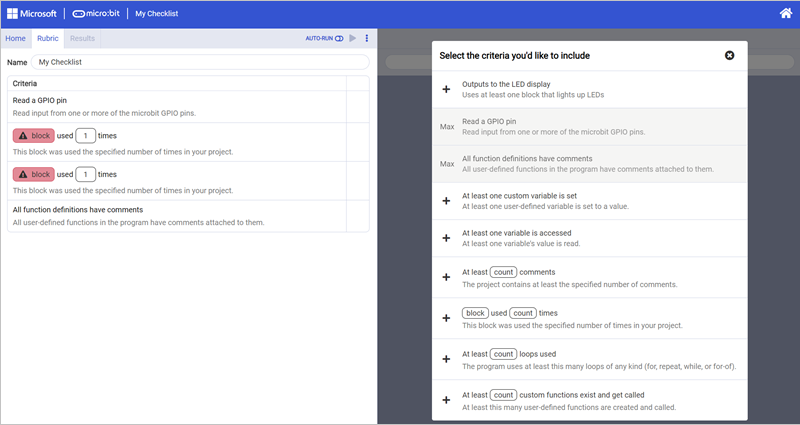 Microsoft micro:bit My Checklist
Home Rubric Results AUTO-RUN
Name My Checklist
Criteria
Read a GPIO pin
Read input from one or more of the microbit GPIO pins.
block used 1 times
This block was used the specified number of times in your project.
block used 1 times
This block was used the specified number of times in your project.
All function definitions have comments
All user-defined functions in the program have comments attached to them.
Select the criteria you'd like to include
Outputs to the LED display
Uses at least one block that lights up LEDs
Max
Read a GPIO pin
Read input from one or more of the microbit GPIO pins.
Max
All function definitions have comments
All user-defined functions in the program have comments attached to them.
At least one custom variable is set
At least one user-defined variable is set to a value.
At least one variable is accessed
At least one variable's value is read.
At least count comments
The project contains at least the specified number of comments.
block used count times
This block was used the specified number of times in your project.
At least count loops used
The program uses at least this many loops of any kind (for, repeat, while, or for-of).
At least count custom functions exist and get called
At least this many user-defined functions are created and called.